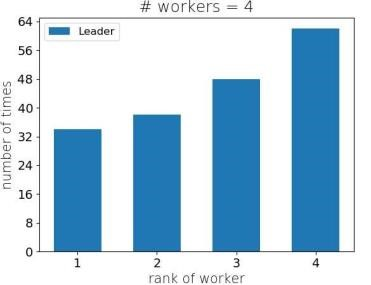 # workers = 4
Leader
64
56
48
40
32
24
16
8
0
number of times
1 2 3 4
rank of worker